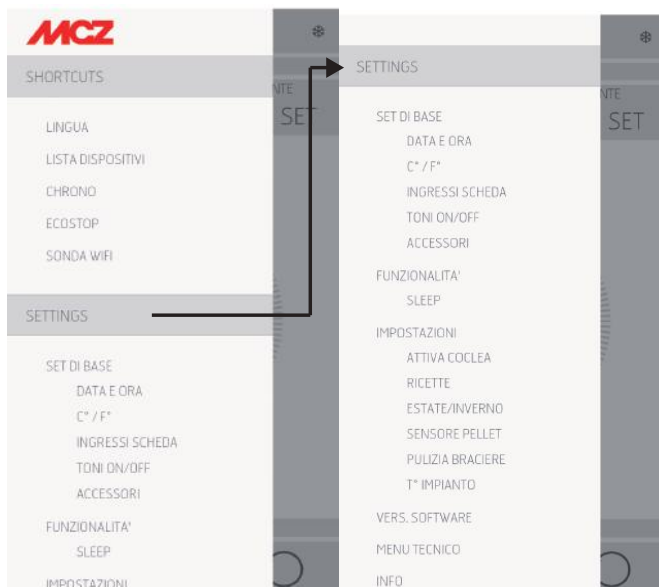 MCZ
SHORTCUTS
LINGUA
LISTA DISPOSITIVI
CHRONO
ECOSTOP
SONDA WIFI
SETTINGS
SET DI BASE
DATA E ORA
C° / F°
INGRESSI SCHEDA
TONI ON/OFF
ACCESSORI
FUNZIONALITA'
SLEEP
IMPOSTAZIONI
NTE
SET
SETTINGS
SET DI BASE
DATA E ORA
C° / F°
INGRESSI SCHEDA
TONI ON/OFF
ACCESSORI
FUNZIONALITA'
SLEEP
IMPOSTAZIONI
ATTIVA COCLEA
RICETTE
ESTATE/INVERNO
SENSORE PELLET
PULIZIA BRACIERE
T° IMPIANTO
VERS. SOFTWARE
MENU TECNICO
INFO
NTE
SET